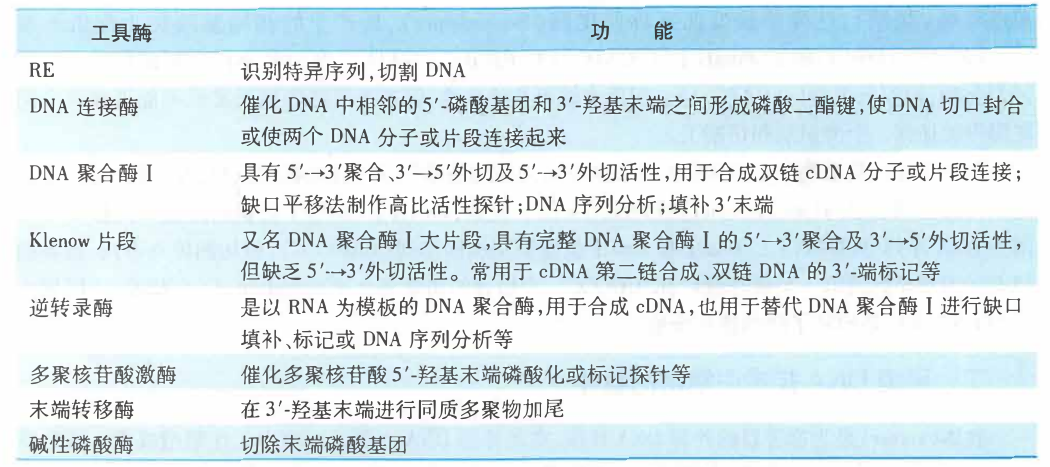 工具酶 功 能
RE 识别特异序列,切割 DNA
DNA 连接酶 催化 DNA 中相邻的 5′-磷酸基团和 3′-羟基末端之间形成磷酸二酯键,使 DNA 切口封合
或使两个 DNA 分子或片段连接起来
DNA 聚合酶Ⅰ 具有 5′→3′聚合、3′→5′外切及 5′→3′外切活性,用于合成双链 cDNA 分子或片段连接;
缺口平移法制作高比活性探针;DNA 序列分析;填补 3′末端
Klenow 片段 又名 DNA 聚合酶Ⅰ大片段,具有完整 DNA 聚合酶Ⅰ的 5′→3′聚合及 3′→5′外切活性,
但缺乏 5′→3′外切活性。常用于 cDNA 第二链合成、双链 DNA 的 3′-端标记等
逆转录酶 是以 RNA 为模板的 DNA 聚合酶,用于合成 cDNA,也用于替代 DNA 聚合酶Ⅰ进行缺口
填补、标记或 DNA 序列分析等
多聚核苷酸激酶 催化多聚核苷酸 5′-羟基末端磷酸化或标记探针等
末端转移酶 在 3′-羟基末端进行同质多聚物加尾
碱性磷酸酶 切除末端磷酸基团